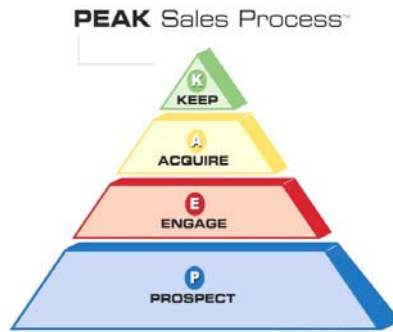 PEAK Sales Process™
K
KEEP
A
ACQUIRE
E
ENGAGE
P
PROSPECT